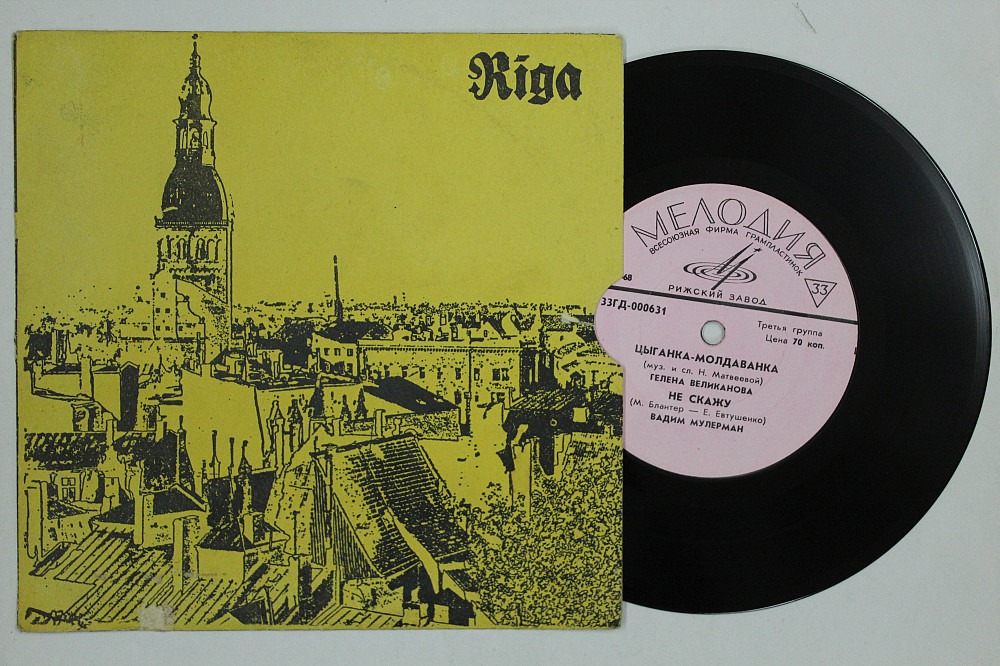 Riga
МЕЛОДИЯ
ВСЕСОЮЗНАЯ ФИРМА ГРАМПЛАСТИНОК
33
68
РИЖСКИЙ ЗАВОД
33ГД-000631
Третья группа
Цена 70 коп.
ЦЫГАНКА-МОЛДАВАНКА
(муз. и сл. Н. Матвеевой)
ГЕЛЕНА ВЕЛИКАНОВА
НЕ СКАЖУ
(М. Блантер — Е. Евтушенко)
ВАДИМ МУЛЕРМАН